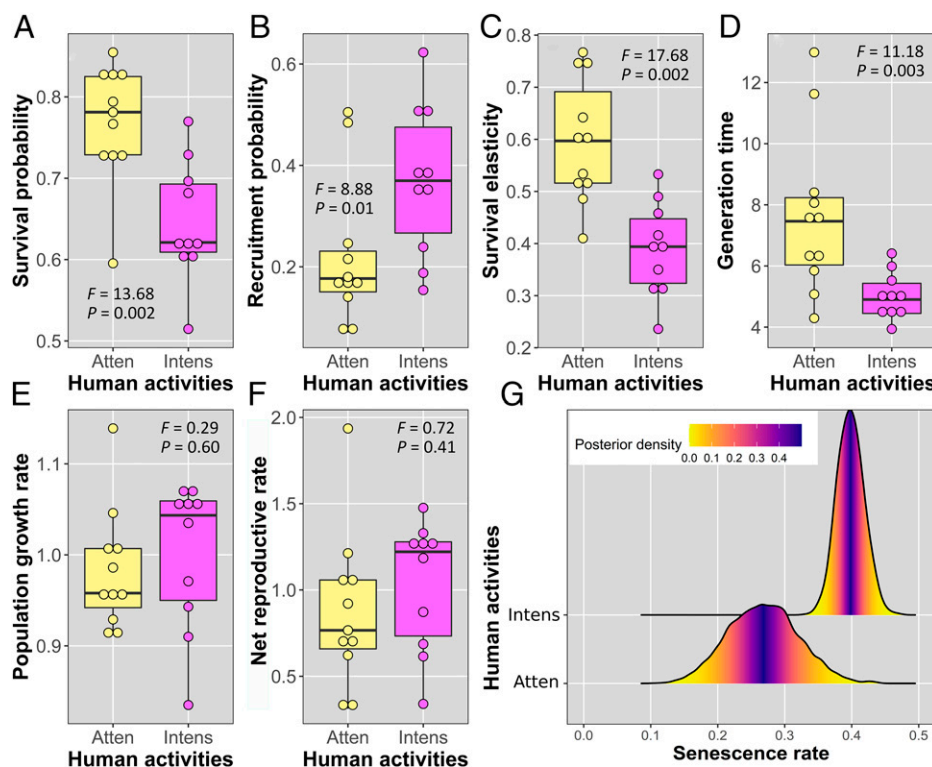 A
Survival probability
0.8
0.7
0.6
0.5
F = 13.68
P = 0.002
Atten Intens
Human activities
B
Recruitment probability
0.6
0.4
0.2
F = 8.88
P = 0.01
Atten Intens
Human activities
C
Survival elasticity
0.8
0.7
0.6
0.5
0.4
0.3
0.2
F = 17.68
P = 0.002
Atten Intens
Human activities
D
Generation time
12
10
8
6
4
F = 11.18
P = 0.003
Atten Intens
Human activities
E
Population growth rate
1.1
1.0
0.9
F = 0.29
P = 0.60
Atten Intens
Human activities
F
Net reproductive rate
2.0
1.5
1.0
0.5
F = 0.72
P = 0.41
Atten Intens
Human activities
G
Posterior density
0.0 0.1 0.2 0.3 0.4
Human activities
Intens
Atten
0.0 0.1 0.2 0.3 0.4 0.5
Senescence rate